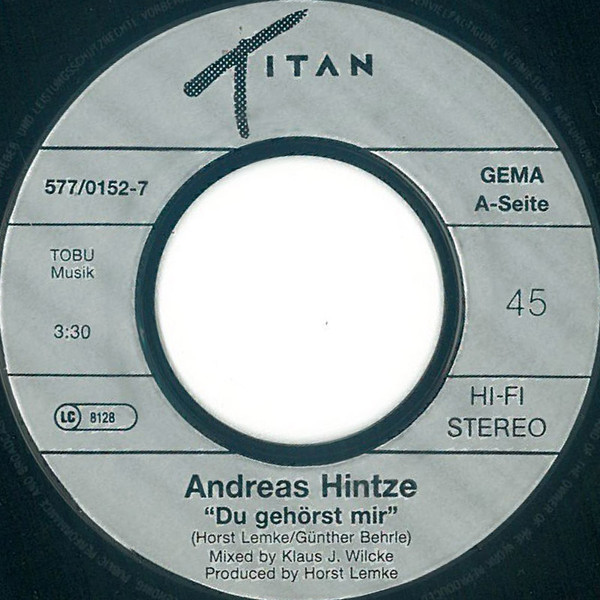 TITAN
577/0152-7
GEMA
A-Seite
TOBU
Musik
3:30
45
LC 8128
HI-FI
STEREO
Andreas Hintze
"Du gehörst mir"
(Horst Lemke/Günther Behrle)
Mixed by Klaus J. Wilcke
Produced by Horst Lemke